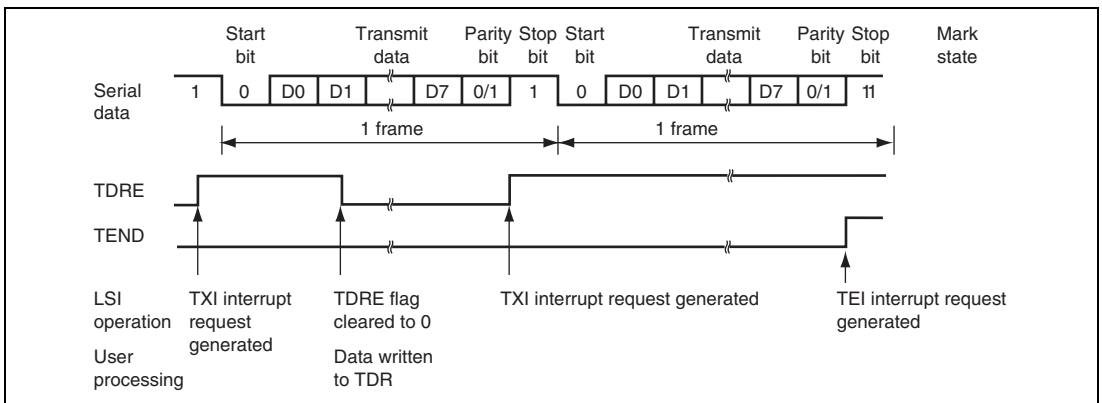 Start bit Transmit data Parity bit Stop bit Start bit Transmit data Parity bit Stop bit Mark state
Serial data 1 0 D0 D1 D7 0/1 1 0 D0 D1 D7 0/1 11
1 frame 1 frame
TDRE
TEND
LSI operation TXI interrupt request generated TDRE flag cleared to 0 TXI interrupt request generated TEI interrupt request generated
User processing Data written to TDR